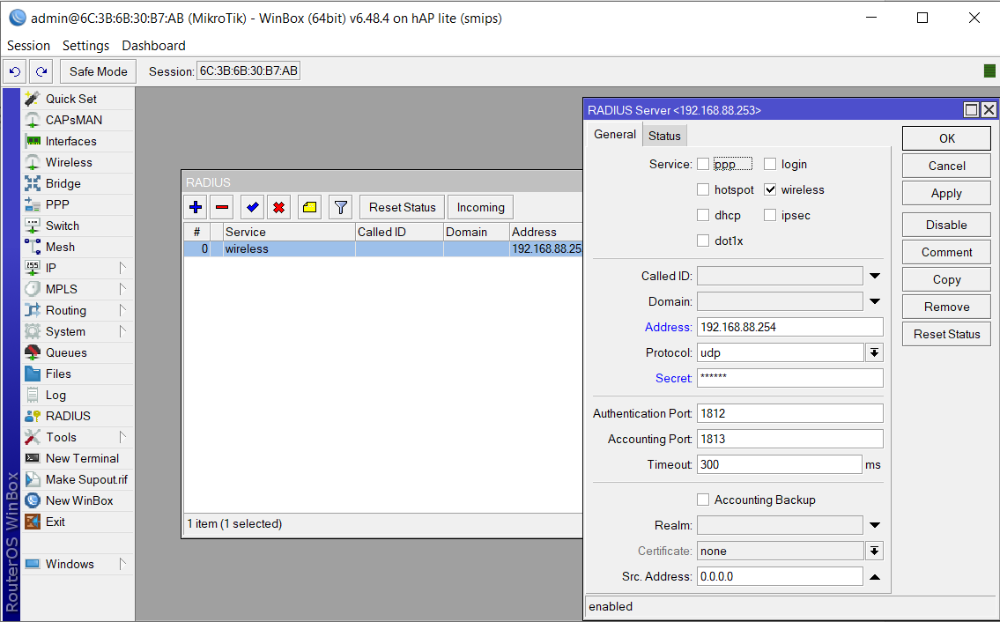 admin@6C:3B:6B:30:B7:AB (MikroTik) - WinBox (64bit) v6.48.4 on hAP lite (smips)
Session Settings Dashboard
Safe Mode Session: 6C:3B:6B:30:B7:AB
RouterOS WinBox
Quick Set
CAPsMAN
Interfaces
Wireless
Bridge
PPP
Switch
Mesh
255 IP
MPLS
Routing
System
Queues
Files
Log
RADIUS
Tools
New Terminal
Make Supout.rif
New WinBox
Exit
Windows
RADIUS
Reset Status Incoming
# Service Called ID Domain Address
0 wireless 192.168.88.25
1 item (1 selected)
RADIUS Server <192.168.88.253>
General Status
Service: ppp login
hotspot wireless
dhcp ipsec
dot1x
Called ID:
Domain:
Address: 192.168.88.254
Protocol: udp
Secret: ******
Authentication Port: 1812
Accounting Port: 1813
Timeout: 300 ms
Accounting Backup
Realm:
Certificate: none
Src. Address: 0.0.0.0
enabled
OK
Cancel
Apply
Disable
Comment
Copy
Remove
Reset Status